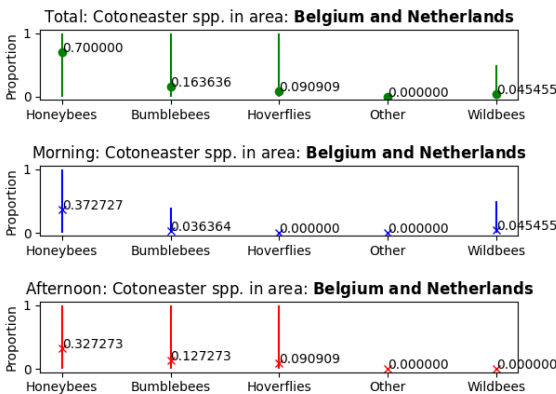 Total: Cotoneaster spp. in area: Belgium and Netherlands
Proportion
1
0
0.700000
0.163636
0.090909
0.000000
0.045455
Honeybees Bumblebees Hoverflies Other Wildbees
Morning: Cotoneaster spp. in area: Belgium and Netherlands
Proportion
1
0
0.372727
0.036364
0.000000
0.000000
0.045455
Honeybees Bumblebees Hoverflies Other Wildbees
Afternoon: Cotoneaster spp. in area: Belgium and Netherlands
Proportion
1
0
0.327273
0.127273
0.090909
0.000000
0.000000
Honeybees Bumblebees Hoverflies Other Wildbees